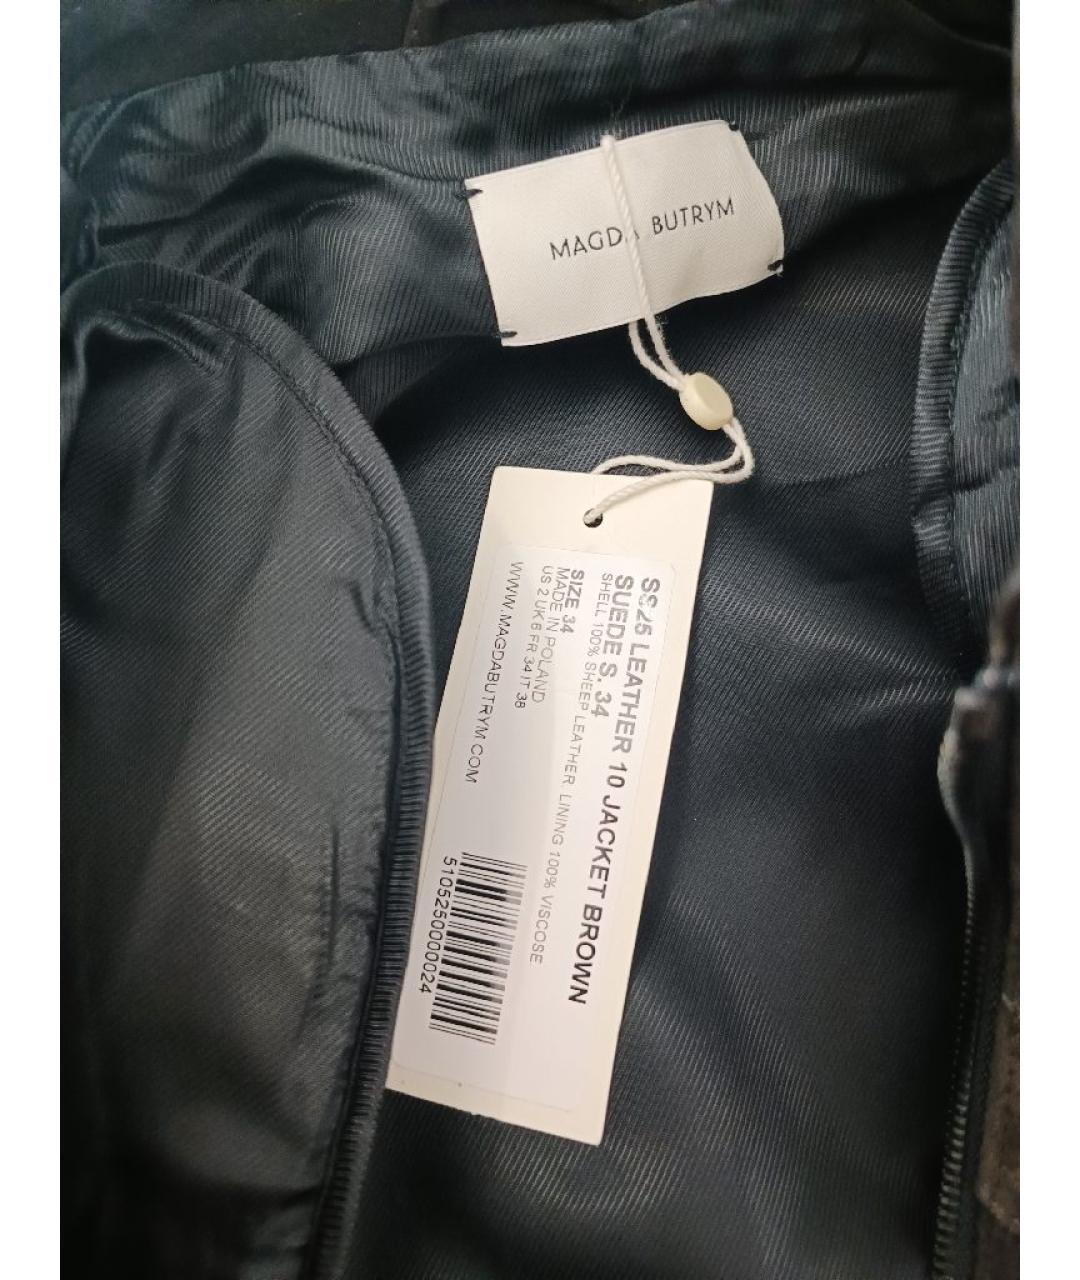 MAGDA BUTRYM
SS25 LEATHER 10 JACKET BROWN
SUEDE S. 34
SHELL 100% SHEEP LEATHER. LINING 100% VISCOSE
SIZE 34
MADE IN POLAND
US 2 UK 6 FR 34 IT 38
WWW.MAGDABUTRYM.COM
5105250000024